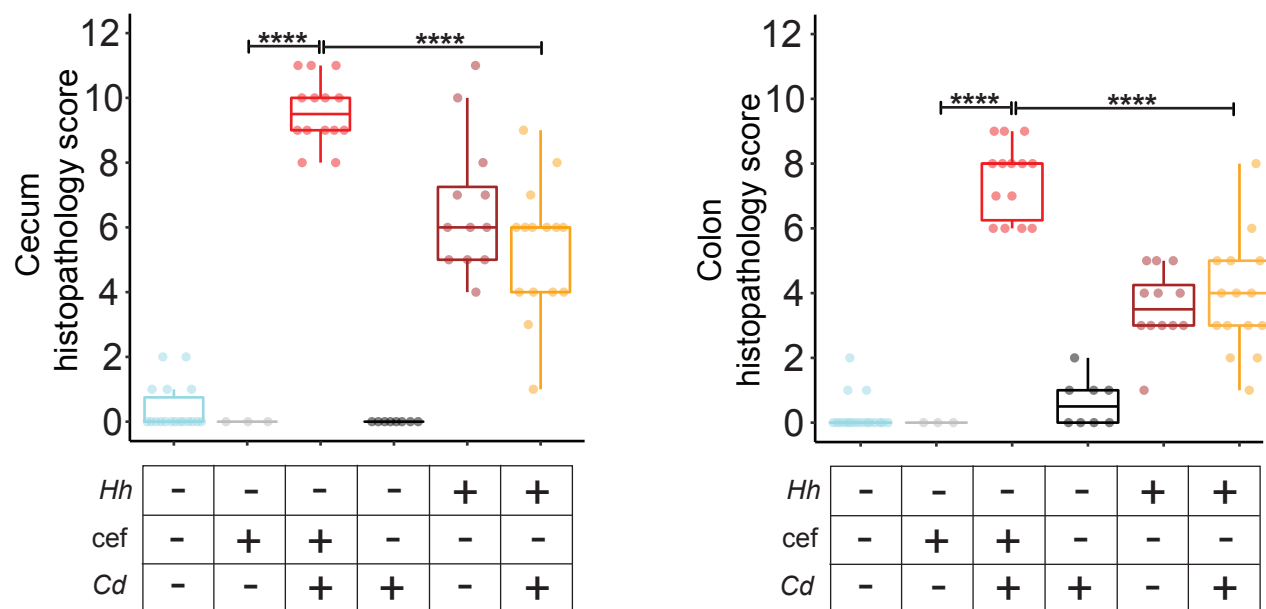 Cecum
histopathology score
12
10
8
6
4
2
0
**** ****
Hh - - - - + +
cef - + + - - -
Cd - - + + - +
Colon
histopathology score
12
10
8
6
4
2
0
**** ****
Hh - - - - + +
cef - + + - - -
Cd - - + + - +